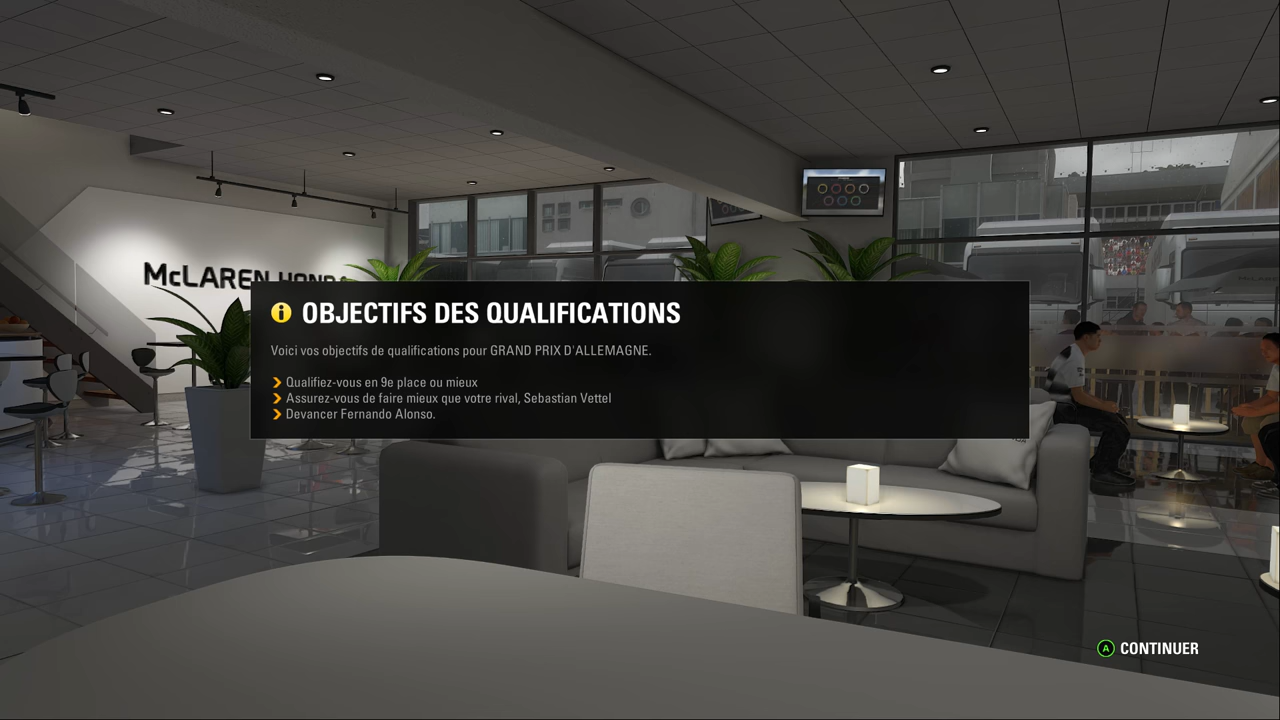 McLAREN HONDA
OBJECTIFS DES QUALIFICATIONS
Voici vos objectifs de qualifications pour GRAND PRIX D'ALLEMAGNE.
Qualifiez-vous en 9e place ou mieux
Assurez-vous de faire mieux que votre rival, Sebastian Vettel
Devancer Fernando Alonso.
A CONTINUER